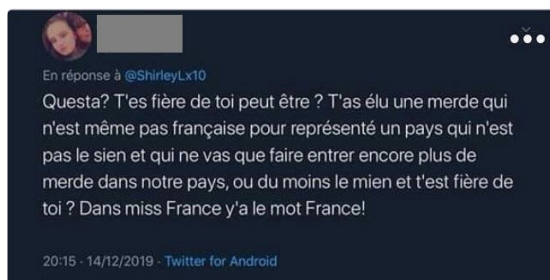 En réponse à @ShirleyLx10
Questa? T'es fière de toi peut être ? T'as élu une merde qui
n'est même pas française pour représenté un pays qui n'est
pas le sien et qui ne vas que faire entrer encore plus de
merde dans notre pays, ou du moins le mien et t'est fière de
toi ? Dans miss France y'a le mot France!
20:15 · 14/12/2019 · Twitter for Android